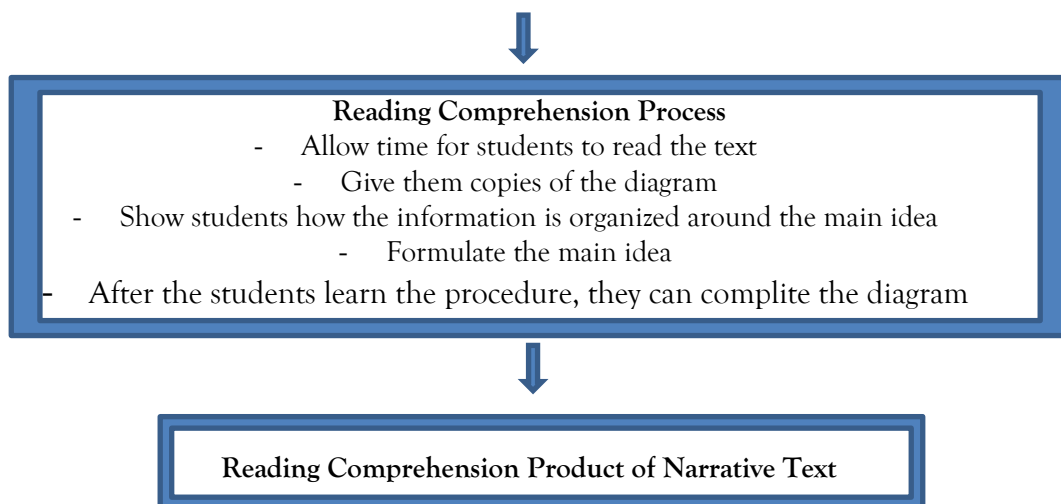 Reading Comprehension Process
- Allow time for students to read the text
- Give them copies of the diagram
- Show students how the information is organized around the main idea
- Formulate the main idea
- After the students learn the procedure, they can complite the diagram
Reading Comprehension Product of Narrative Text